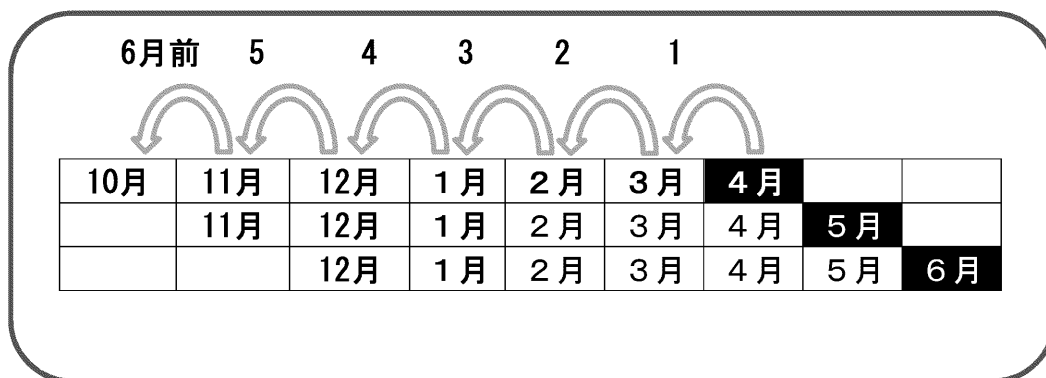 6月前 5 4 3 2 1
10月 11月 12月 1月 2月 3月 4月
11月 12月 1月 2月 3月 4月 5月
12月 1月 2月 3月 4月 5月 6月